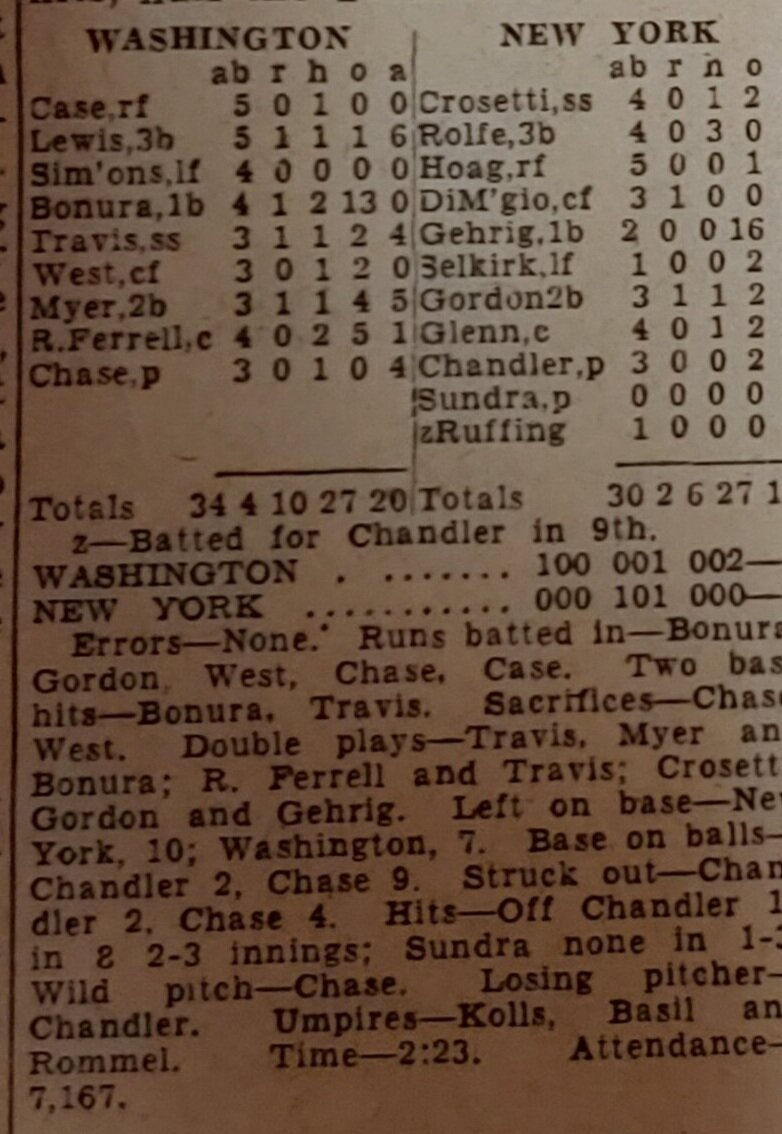 WASHINGTON NEW YORK
ab r h o a ab r h o
Case,rf 5 0 1 0 0 Crosetti,ss 4 0 1 2
Lewis,3b 5 1 1 1 6 Rolfe,3b 4 0 3 0
Sim'ons,lf 4 0 0 0 0 Hoag,rf 5 0 0 1
Bonura,1b 4 1 2 13 0 DiM'gio,cf 3 1 0 0
Travis,ss 3 1 1 2 4 Gehrig,1b 2 0 0 16
West,cf 3 0 1 2 0 Selkirk,lf 1 0 0 2
Myer,2b 3 1 1 4 5 Gordon2b 3 1 1 2
R.Ferrell,c 4 0 2 5 1 Glenn,c 4 0 1 2
Chase,p 3 0 1 0 4 Chandler,p 3 0 0 2
Sundra,p 0 0 0 0
zRuffing 1 0 0 0
Totals 34 4 10 27 20 Totals 30 2 6 27 1
z—Batted for Chandler in 9th.
WASHINGTON . ....... 100 001 002—
NEW YORK ........... 000 101 000—
Errors—None. Runs batted in—Bonura
Gordon, West, Chase, Case. Two bas
hits—Bonura, Travis. Sacrifices—Chas
West. Double plays—Travis, Myer an
Bonura; R. Ferrell and Travis; Crosett
Gordon and Gehrig. Left on base—Ne
York, 10; Washington, 7. Base on balls—
Chandler 2, Chase 9. Struck out—Chan
dler 2, Chase 4. Hits—Off Chandler 1
in 8 2-3 innings; Sundra none in 1-3
Wild pitch—Chase. Losing pitcher—
Chandler. Umpires—Kolls, Basil an
Rommel. Time—2:23. Attendance—
7,167.